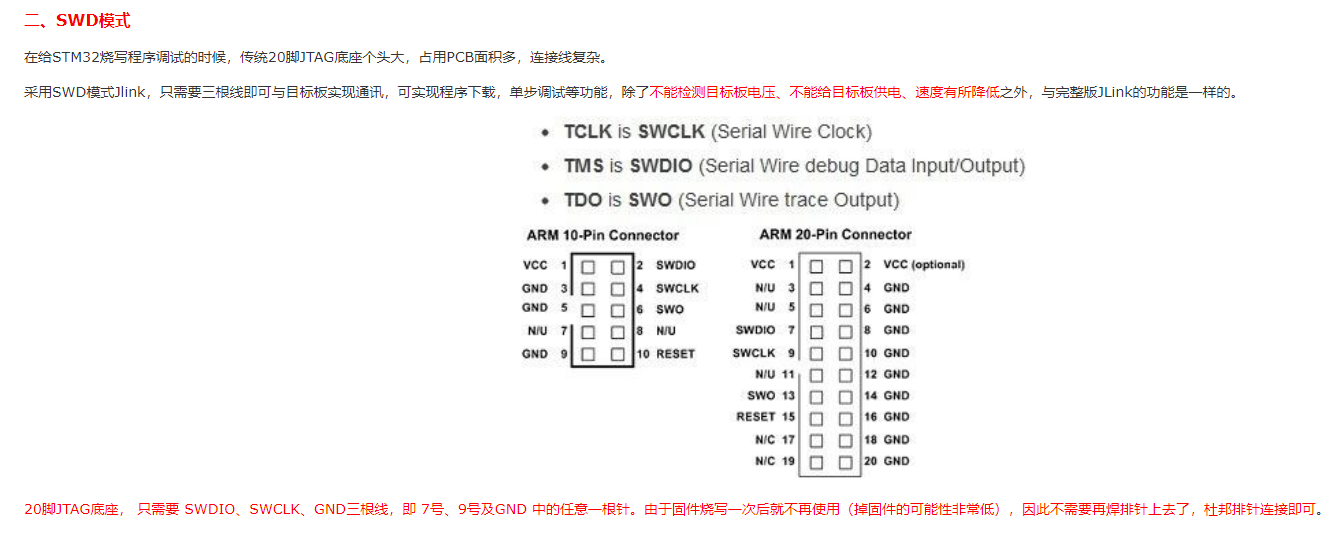 二、SWD模式
在给STM32烧写程序调试的时候，传统20脚JTAG底座个头大，占用PCB面积多，连接线复杂。
采用SWD模式Jlink，只需要三根线即可与目标板实现通讯，可实现程序下载，单步调试等功能，除了不能检测目标板电压、不能给目标板供电、速度有所降低之外，与完整版JLink的功能是一样的。
• TCLK is SWCLK (Serial Wire Clock)
• TMS is SWDIO (Serial Wire debug Data Input/Output)
• TDO is SWO (Serial Wire trace Output)
ARM 10-Pin Connector
VCC 1 2 SWDIO
GND 3 4 SWCLK
GND 5 6 SWO
N/U 7 8 N/U
GND 9 10 RESET
ARM 20-Pin Connector
VCC 1 2 VCC (optional)
N/U 3 4 GND
N/U 5 6 GND
SWDIO 7 8 GND
SWCLK 9 10 GND
N/U 11 12 GND
SWO 13 14 GND
RESET 15 16 GND
N/C 17 18 GND
N/C 19 20 GND
20脚JTAG底座， 只需要 SWDIO、SWCLK、GND三根线，即 7号、9号及GND 中的任意一根针。由于固件烧写一次后就不再使用（掉固件的可能性非常低），因此不需要再焊排针上去了，杜邦排针连接即可。